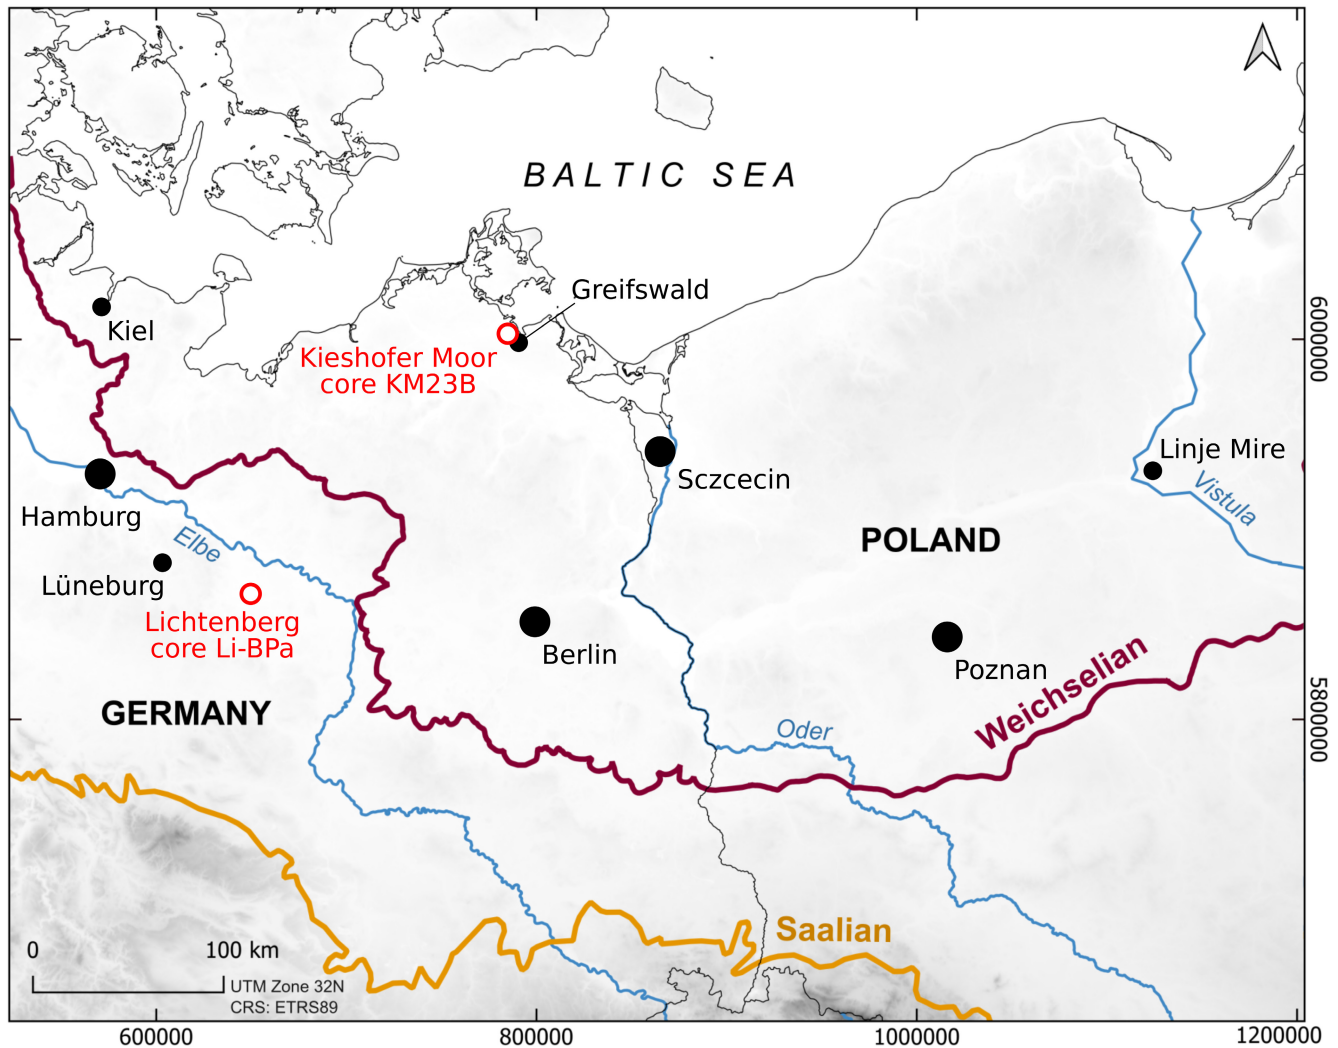 BALTIC SEA
Greifswald
Kiel
Kieshofer Moor
core KM23B
6000000
Linje Mire
Sczcecin
Vistula
Hamburg
Elbe
POLAND
Lüneburg
Lichtenberg
core Li-BPa
Berlin
Poznan
Weichselian
GERMANY
Oder
5800000
Saalian
0 100 km
UTM Zone 32N
CRS: ETRS89
600000 800000 1000000 1200000